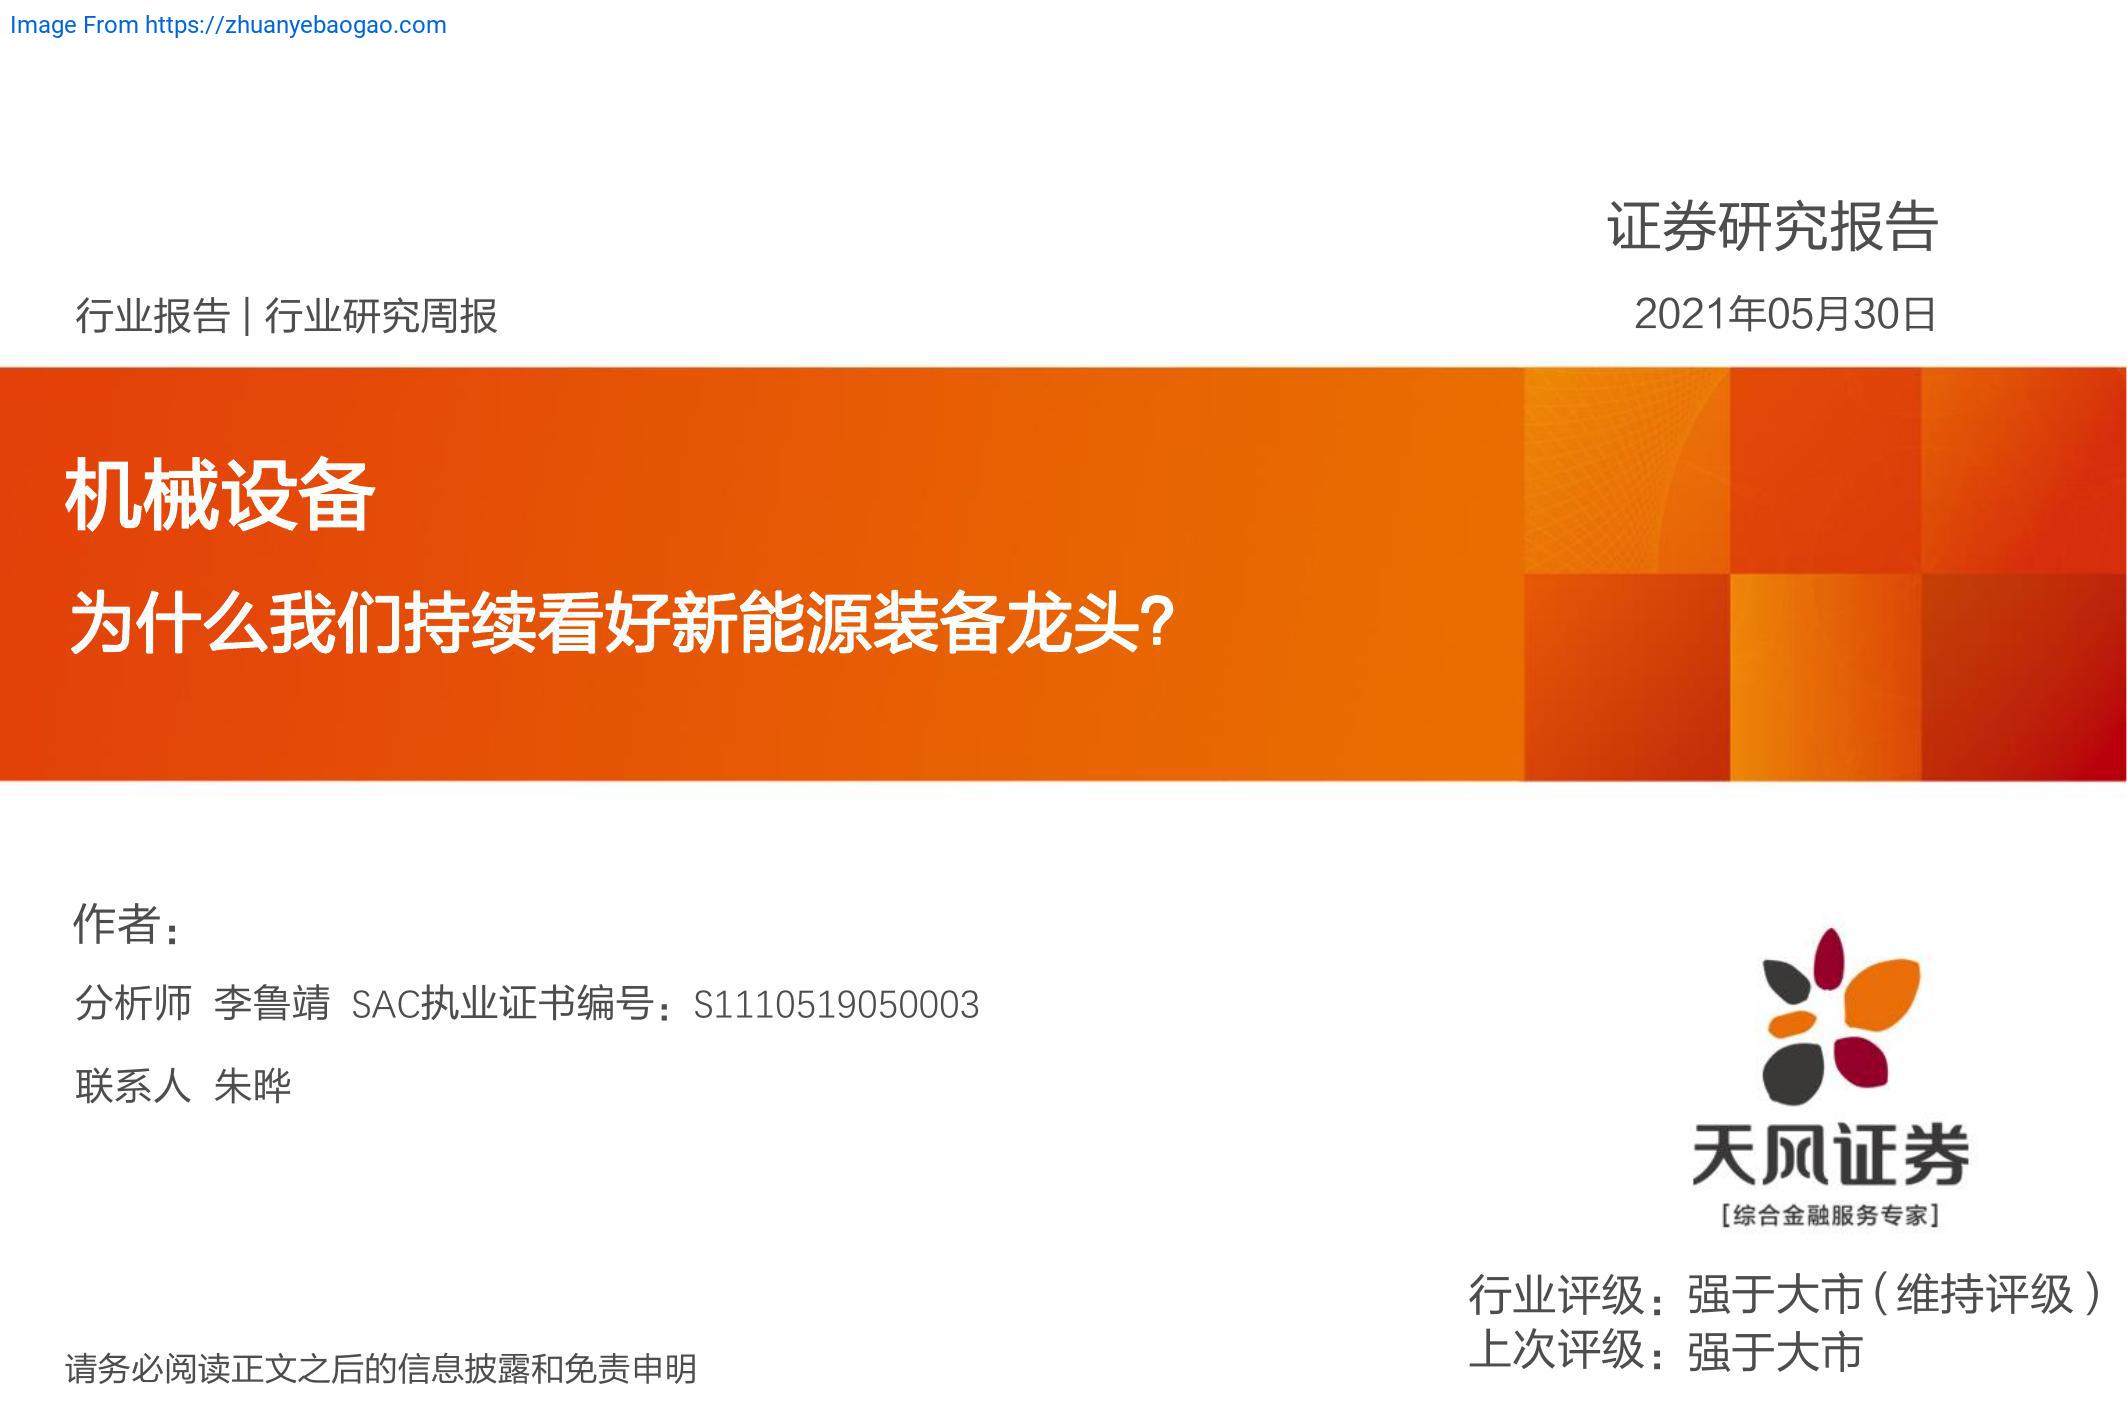 Image From https://zhuanyebaogao.com
证券研究报告
行业报告 | 行业研究周报
2021年05月30日
机械设备
为什么我们持续看好新能源装备龙头？
作者：
分析师 李鲁靖 SAC执业证书编号：S1110519050003
联系人 朱晔
天风证券
[综合金融服务专家]
行业评级：强于大市（维持评级）
上次评级：强于大市
请务必阅读正文之后的信息披露和免责申明